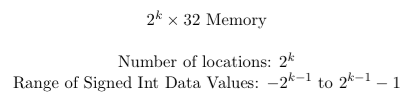 2^k × 32 Memory
Number of locations: 2^k
Range of Signed Int Data Values: −2^{k−1} to 2^{k−1} − 1